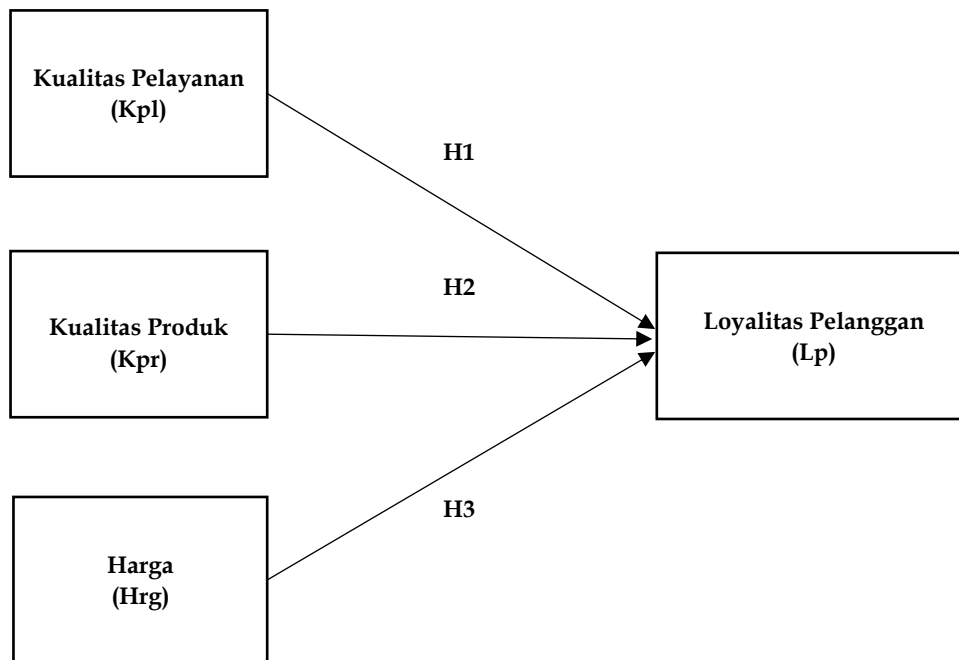 Kualitas Pelayanan
(Kpl)
H1
H2
Kualitas Produk
(Kpr)
Loyalitas Pelanggan
(Lp)
H3
Harga
(Hrg)